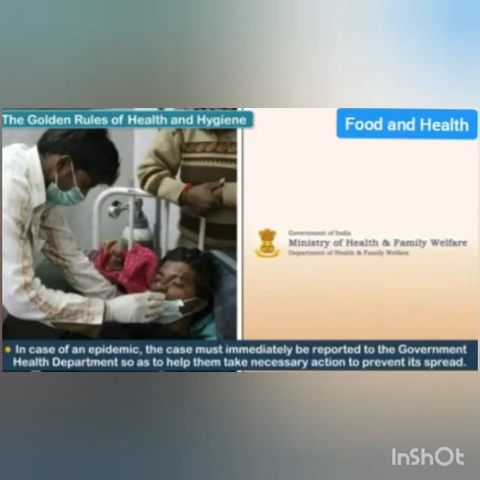 The Golden Rules of Health and Hygiene
Food and Health
Government of India
Ministry of Health & Family Welfare
Department of Health & Family Welfare
In case of an epidemic, the case must immediately be reported to the Government
Health Department so as to help them take necessary action to prevent its spread.
InShOt